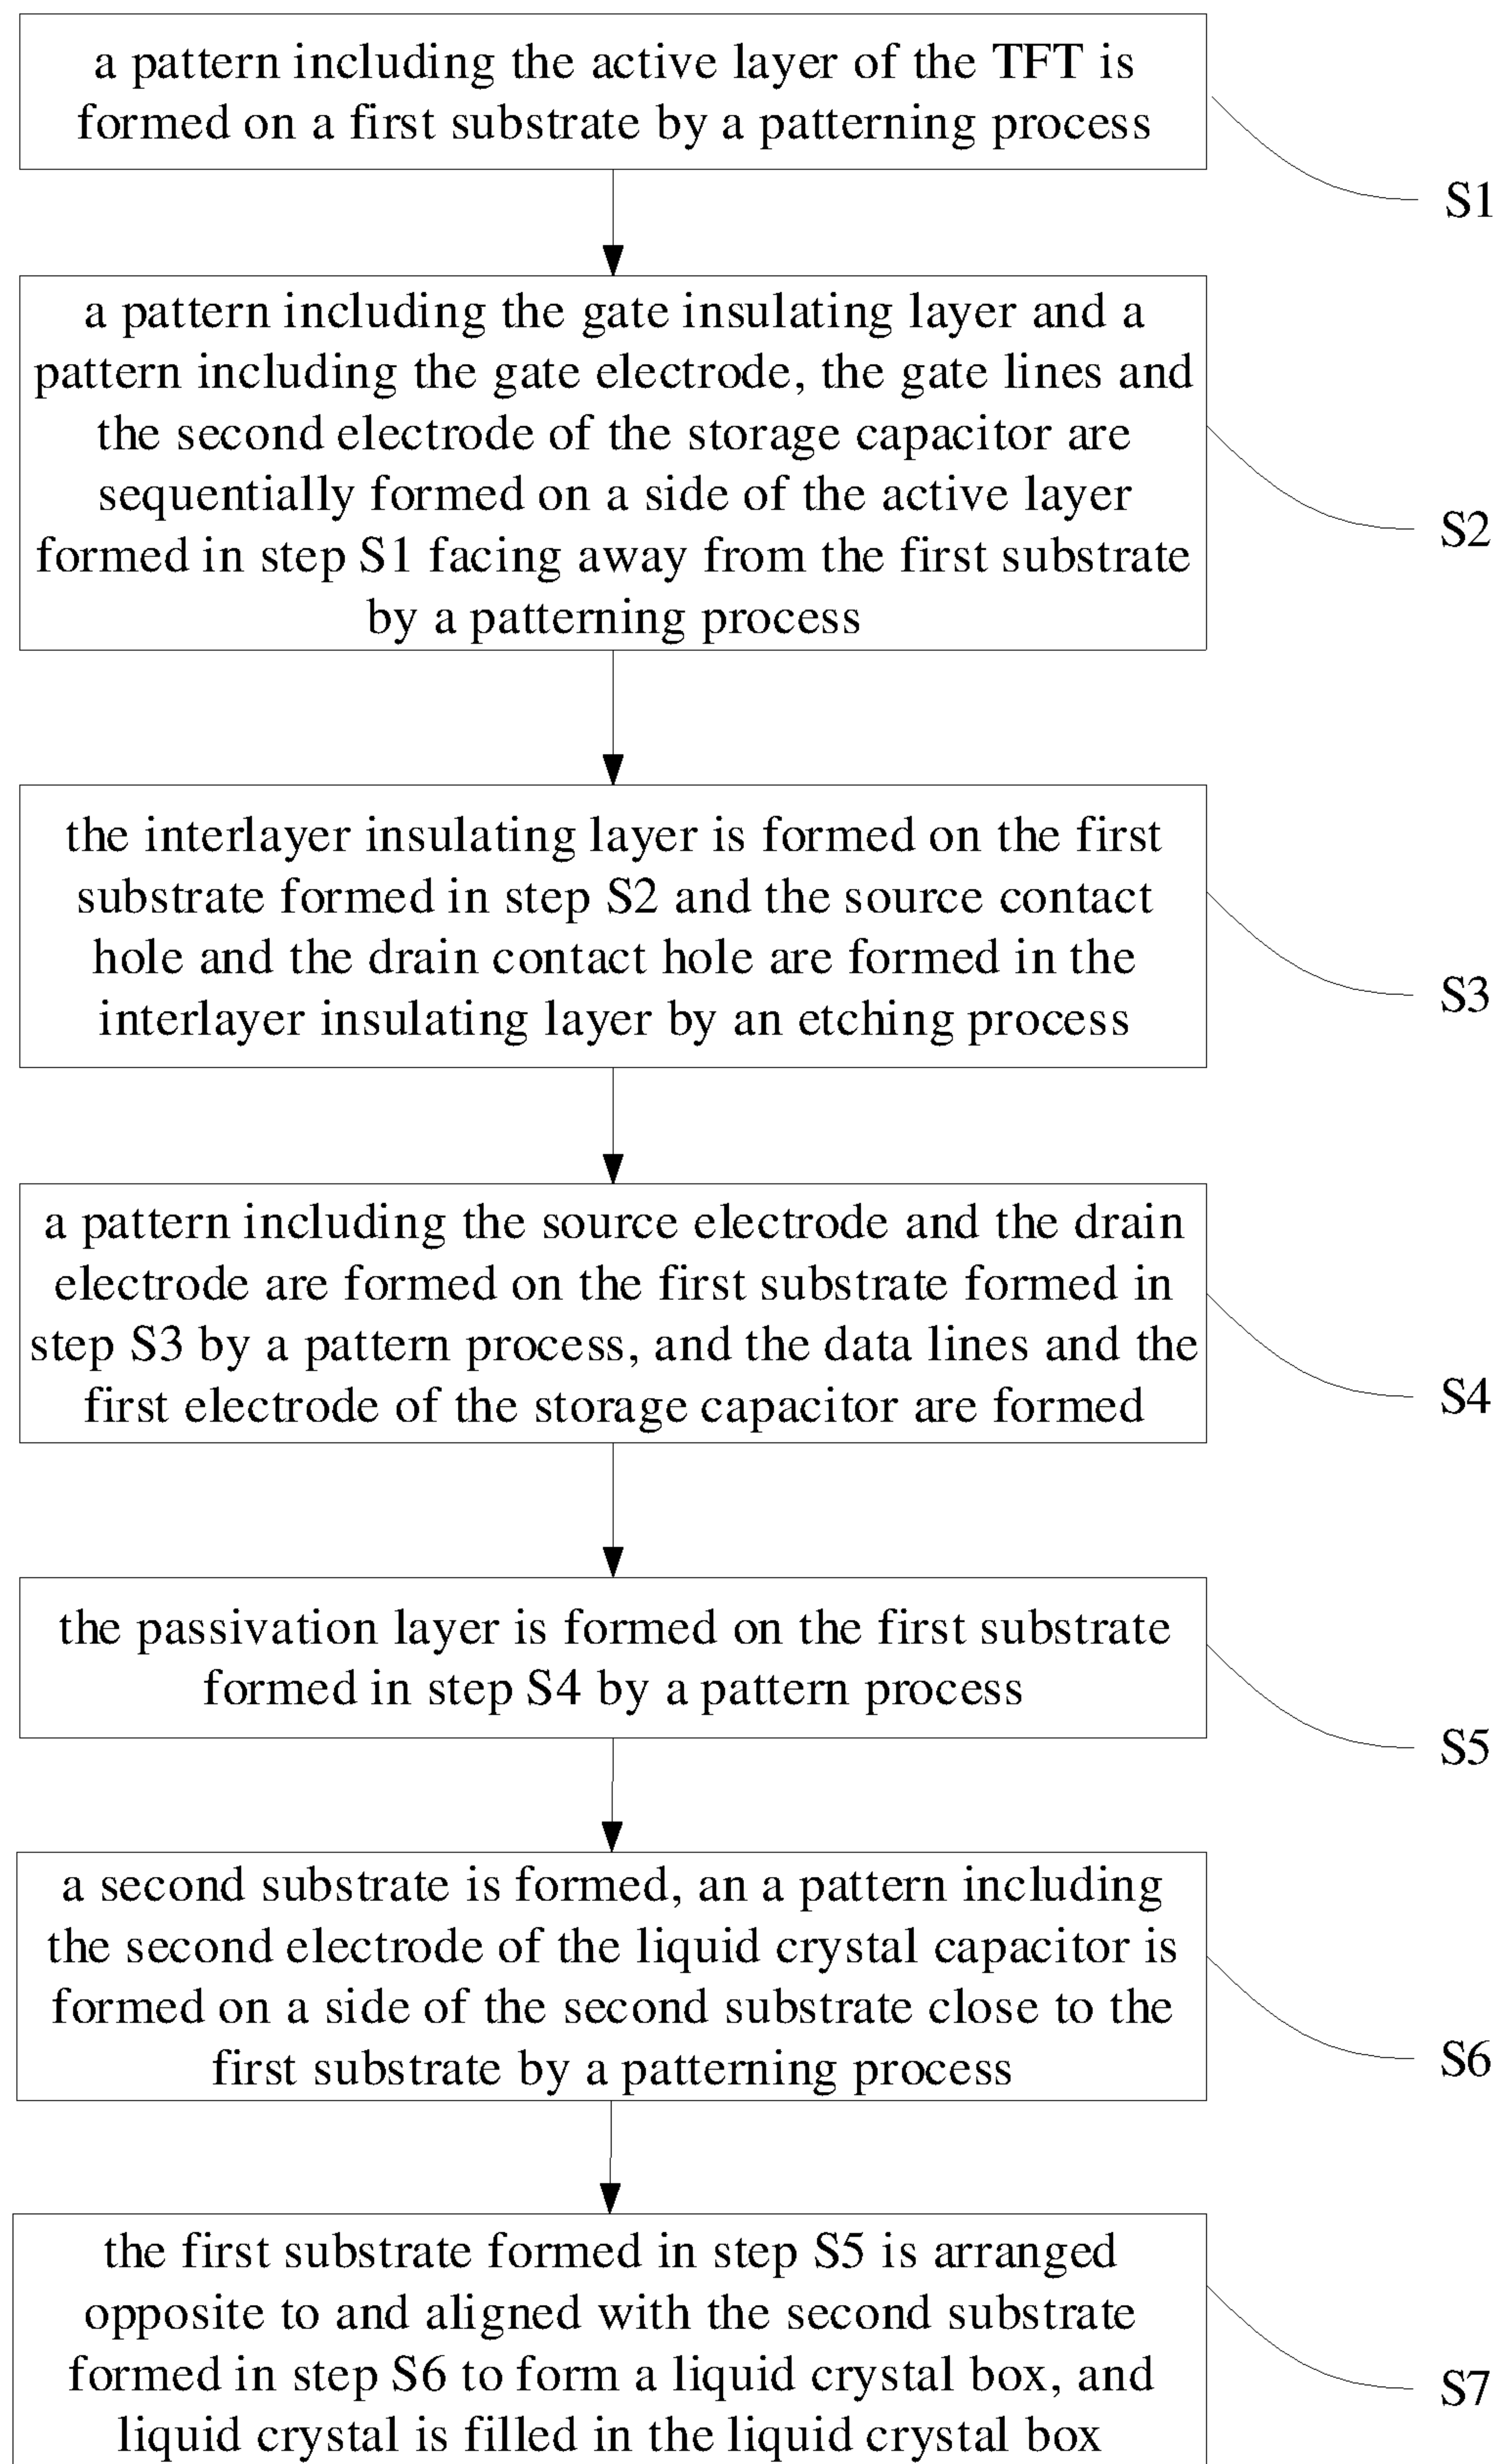 a pattern including the active layer of the TFT is
formed on a first substrate by a patterning process
S1
a pattern including the gate insulating layer and a
pattern including the gate electrode, the gate lines and
the second electrode of the storage capacitor are
sequentially formed on a side of the active layer
formed in step S1 facing away from the first substrate
by a patterning process
S2
the interlayer insulating layer is formed on the first
substrate formed in step S2 and the source contact
hole and the drain contact hole are formed in the
interlayer insulating layer by an etching process
S3
a pattern including the source electrode and the drain
electrode are formed on the first substrate formed in
step S3 by a pattern process, and the data lines and the
first electrode of the storage capacitor are formed
S4
the passivation layer is formed on the first substrate
formed in step S4 by a pattern process
S5
a second substrate is formed, an a pattern including
the second electrode of the liquid crystal capacitor is
formed on a side of the second substrate close to the
first substrate by a patterning process
S6
the first substrate formed in step S5 is arranged
opposite to and aligned with the second substrate
formed in step S6 to form a liquid crystal box, and
liquid crystal is filled in the liquid crystal box
S7